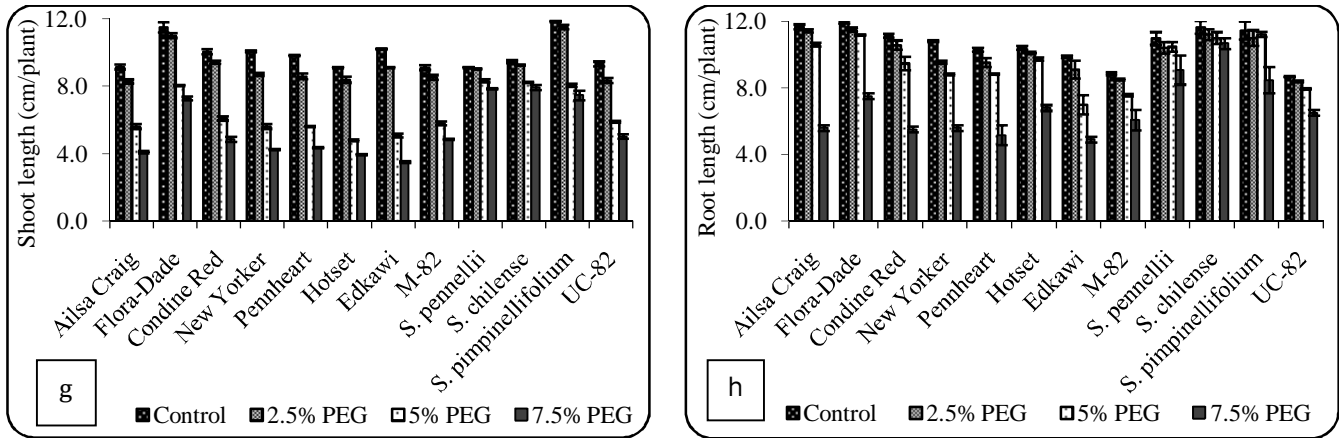 Shoot length (cm/plant)
12.0
8.0
4.0
0.0
Ailsa Craig
Flora-Dade
Condine Red
New Yorker
Pennheart
Hotset
Edkawi
M-82
S. pennellii
S. chilense
S. pimpinellifolium
UC-82
g
Control 2.5% PEG 5% PEG 7.5% PEG
Root length (cm/plant)
12.0
8.0
4.0
0.0
Ailsa Craig
Flora-Dade
Condine Red
New Yorker
Pennheart
Hotset
Edkawi
M-82
S. pennellii
S. chilense
S. pimpinellifolium
UC-82
h
Control 2.5% PEG 5% PEG 7.5% PEG